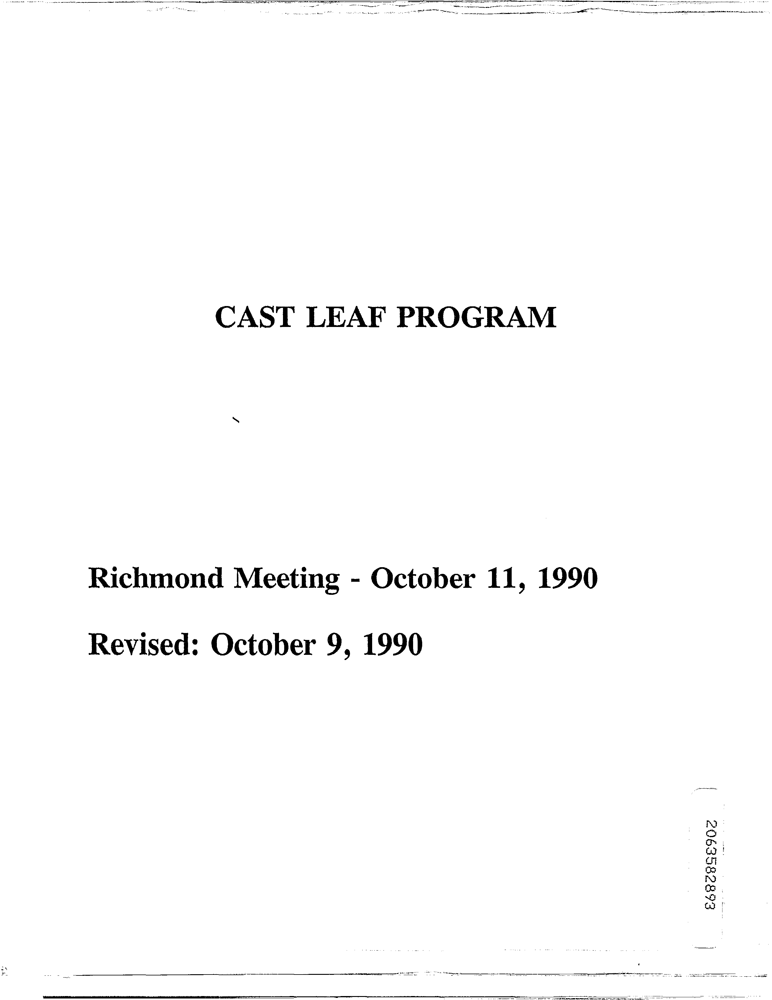 CAST LEAF PROGRAM
Richmond Meeting - October 11, 1990
Revised: October 9, 1990
2063582893